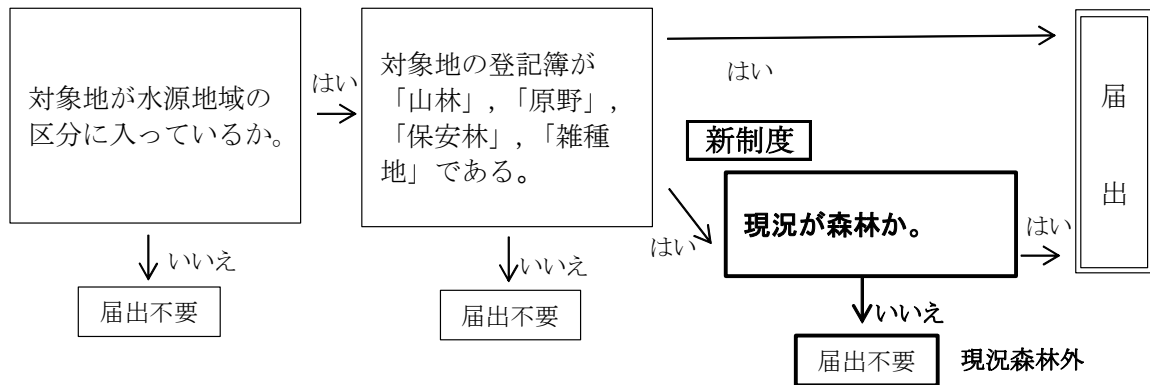 対象地が水源地域の
区分に入っているか。
はい
いいえ
届出不要
対象地の登記簿が
「山林」，「原野」，
「保安林」，「雑種
地」である。
はい
いいえ
届出不要
新制度
はい
現況が森林か。
はい
いいえ
届出不要
現況森林外
届
出